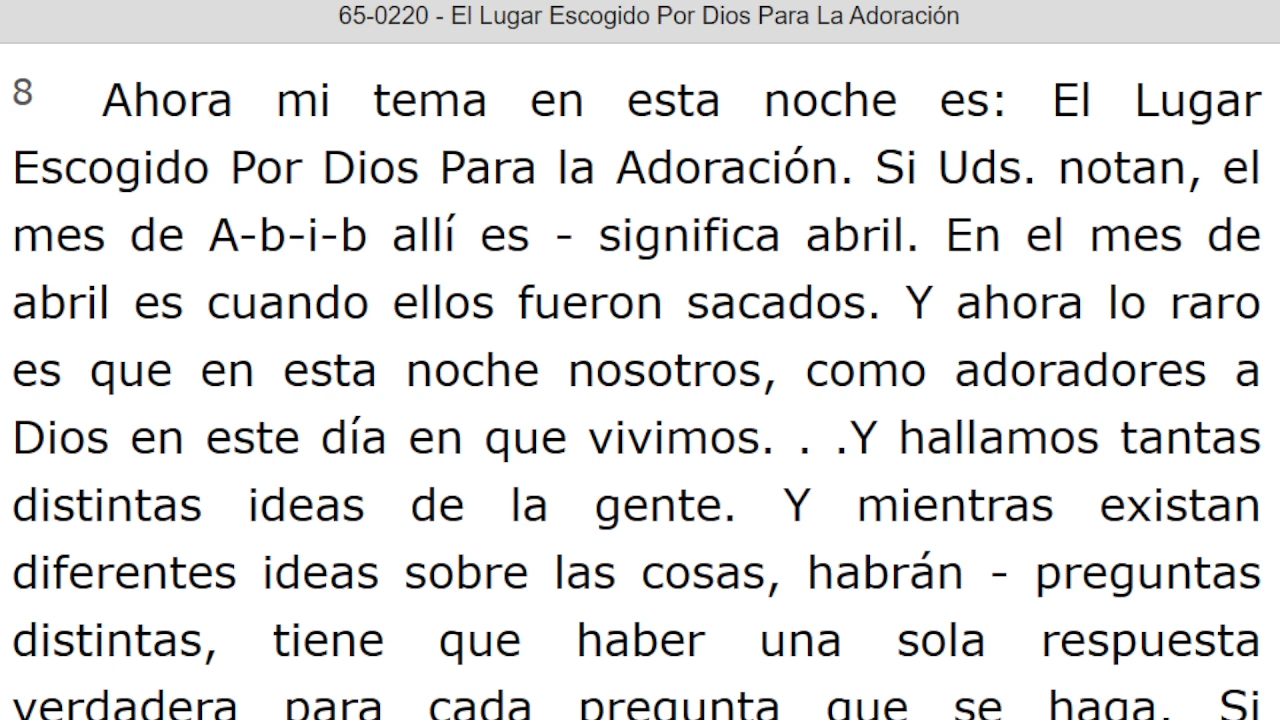 65-0220 - El Lugar Escogido Por Dios Para La Adoración
8 Ahora mi tema en esta noche es: El Lugar
Escogido Por Dios Para la Adoración. Si Uds. notan, el
mes de A-b-i-b allí es - significa abril. En el mes de
abril es cuando ellos fueron sacados. Y ahora lo raro
es que en esta noche nosotros, como adoradores a
Dios en este día en que vivimos. . .Y hallamos tantas
distintas ideas de la gente. Y mientras existan
diferentes ideas sobre las cosas, habrán - preguntas
distintas, tiene que haber una sola respuesta
verdadera para cada pregunta que se haga. Si